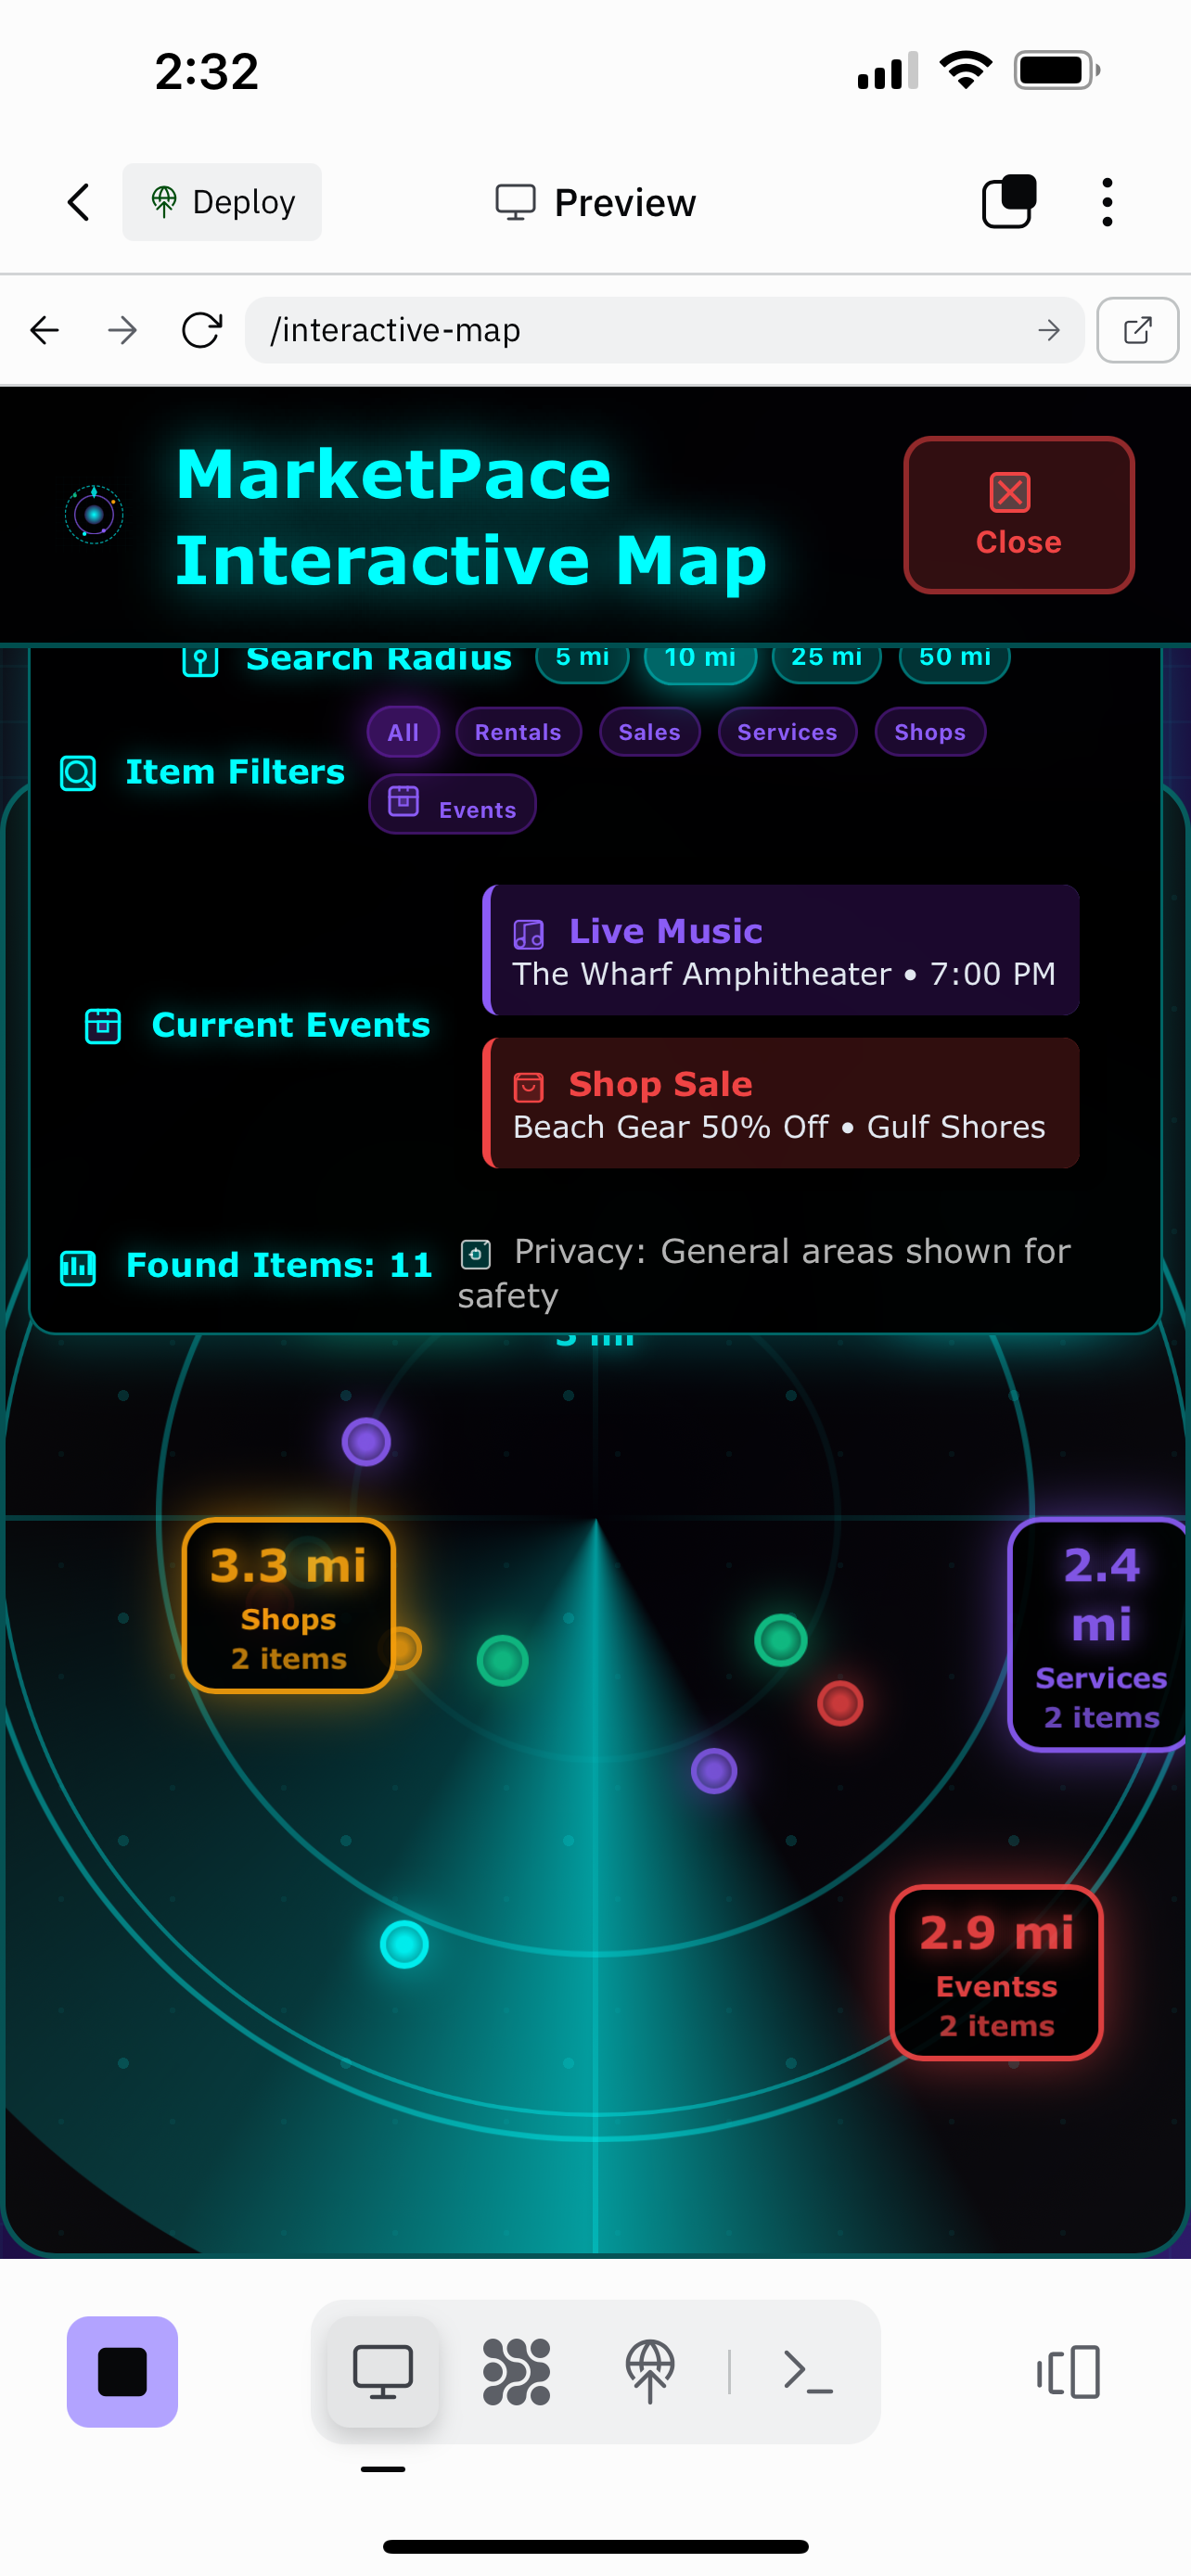 2:32
Deploy
Preview
/interactive-map
MarketPace
Interactive Map
Close
Search Radius 5 mi 10 mi 25 mi 50 mi
All Rentals Sales Services Shops
Item Filters
Events
Live Music
The Wharf Amphitheater • 7:00 PM
Current Events
Shop Sale
Beach Gear 50% Off • Gulf Shores
Found Items: 11
Privacy: General areas shown for
safety
3.3 mi
Shops
2 items
2.4
mi
Services
2 items
2.9 mi
Eventss
2 items